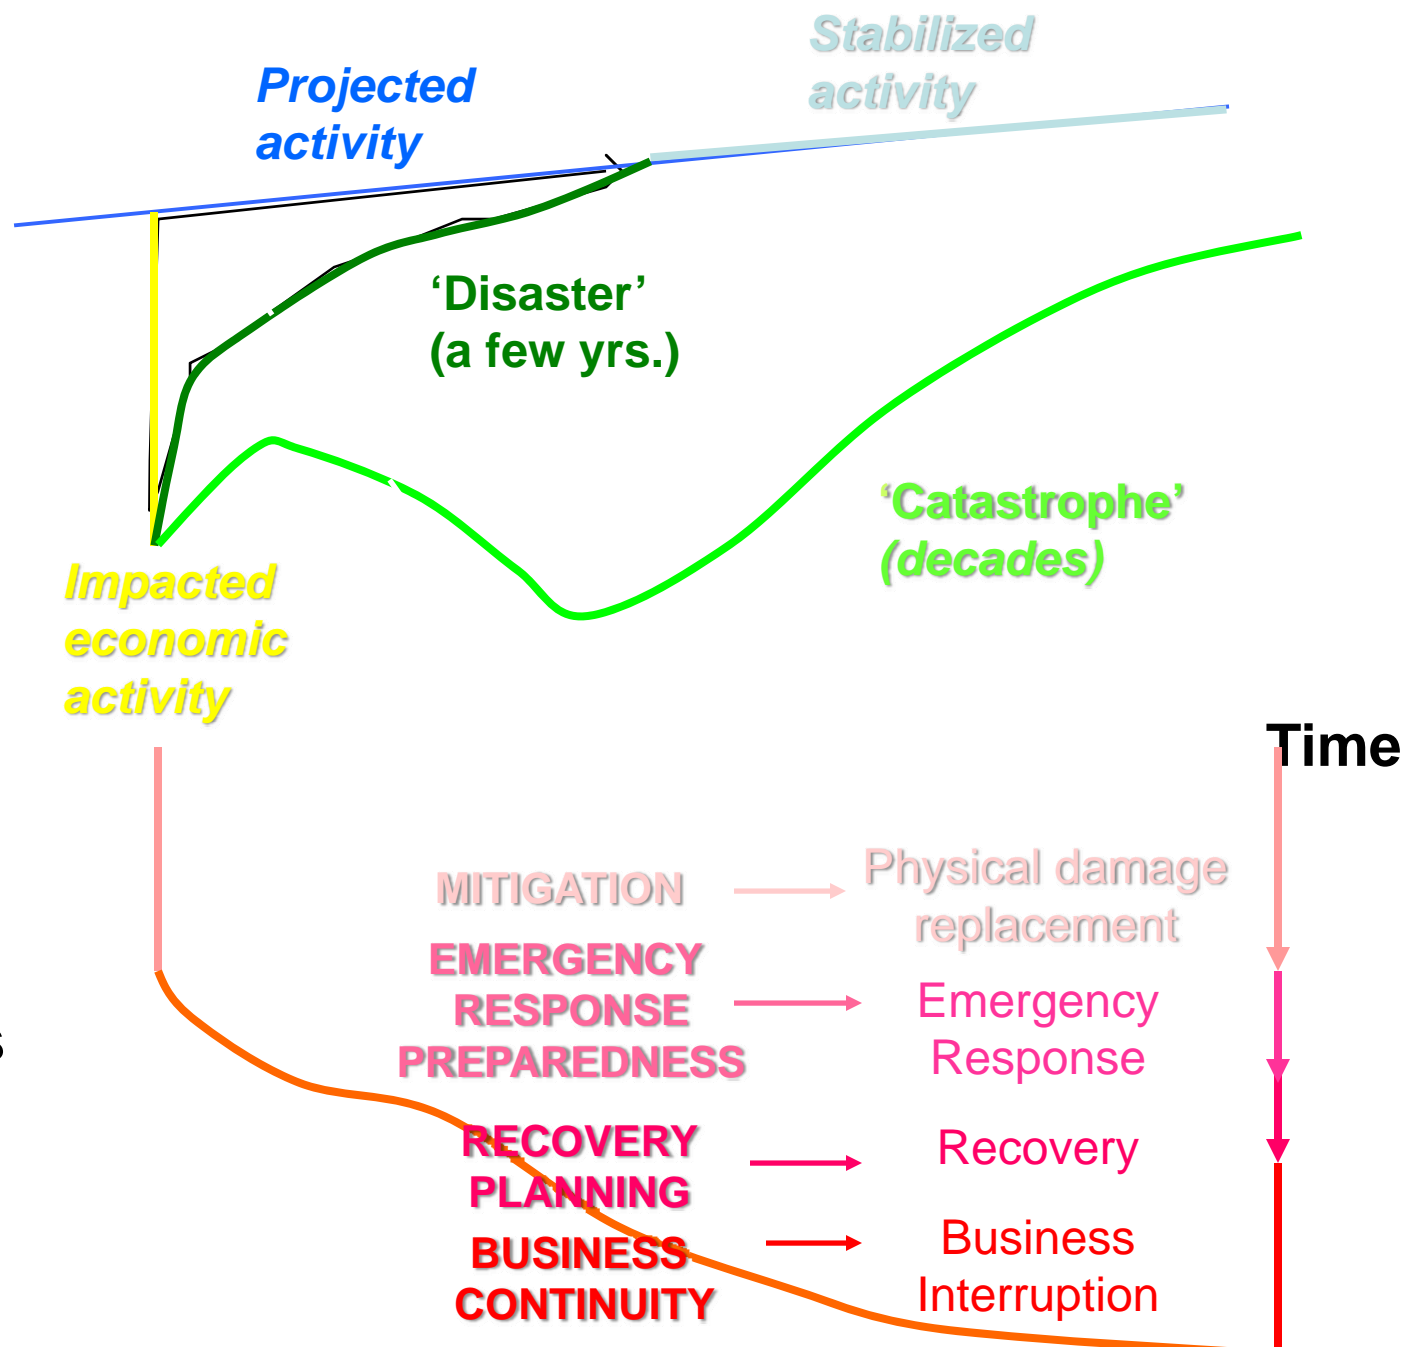 Stabilized
activity
Projected
activity
‘Disaster’
(a few yrs.)
‘Catastrophe’
(decades)
Impacted
economic
activity
Time
MITIGATION
Physical damage
replacement
EMERGENCY
RESPONSE
PREPAREDNESS
Emergency
Response
s
RECOVERY
PLANNING
Recovery
BUSINESS
CONTINUITY
Business
Interruption